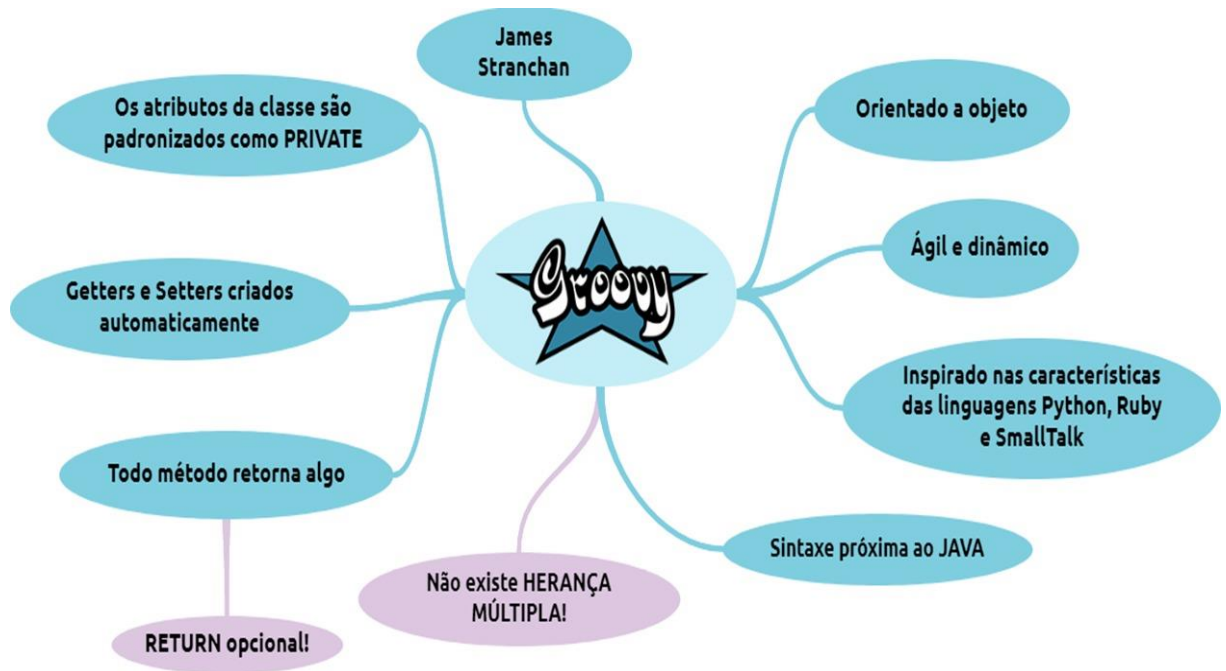 James
Stranchan
Os atributos da classe são
padronizados como PRIVATE
Orientado a objeto
Ágil e dinâmico
Groovy
Getters e Setters criados
automaticamente
Inspirado nas características
das linguagens Python, Ruby
e SmallTalk
Todo método retorna algo
Sintaxe próxima ao JAVA
Não existe HERANÇA
MÚLTIPLA!
RETURN opcional!